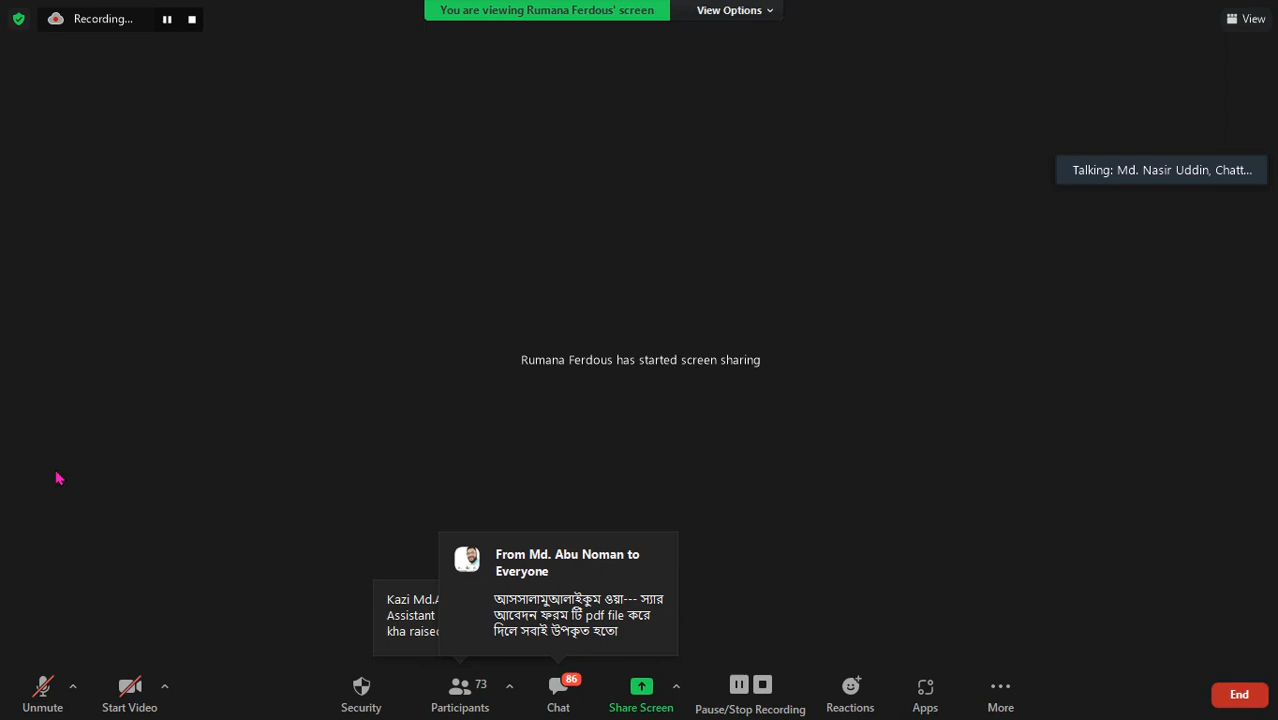 Recording...
You are viewing Rumana Ferdous' screen
View Options
View
Talking: Md. Nasir Uddin, Chatt...
Rumana Ferdous has started screen sharing
From Md. Abu Noman to
Everyone
আসসালামুআলাইকুম ওয়া--- স্যার
আবেদন ফরম টি pdf file করে
দিলে সবাই উপকৃত হতো
Kazi Md.A
Assistant
kha raised
Unmute
Start Video
Security
73
Participants
86
Chat
Share Screen
Pause/Stop Recording
Reactions
Apps
More
End